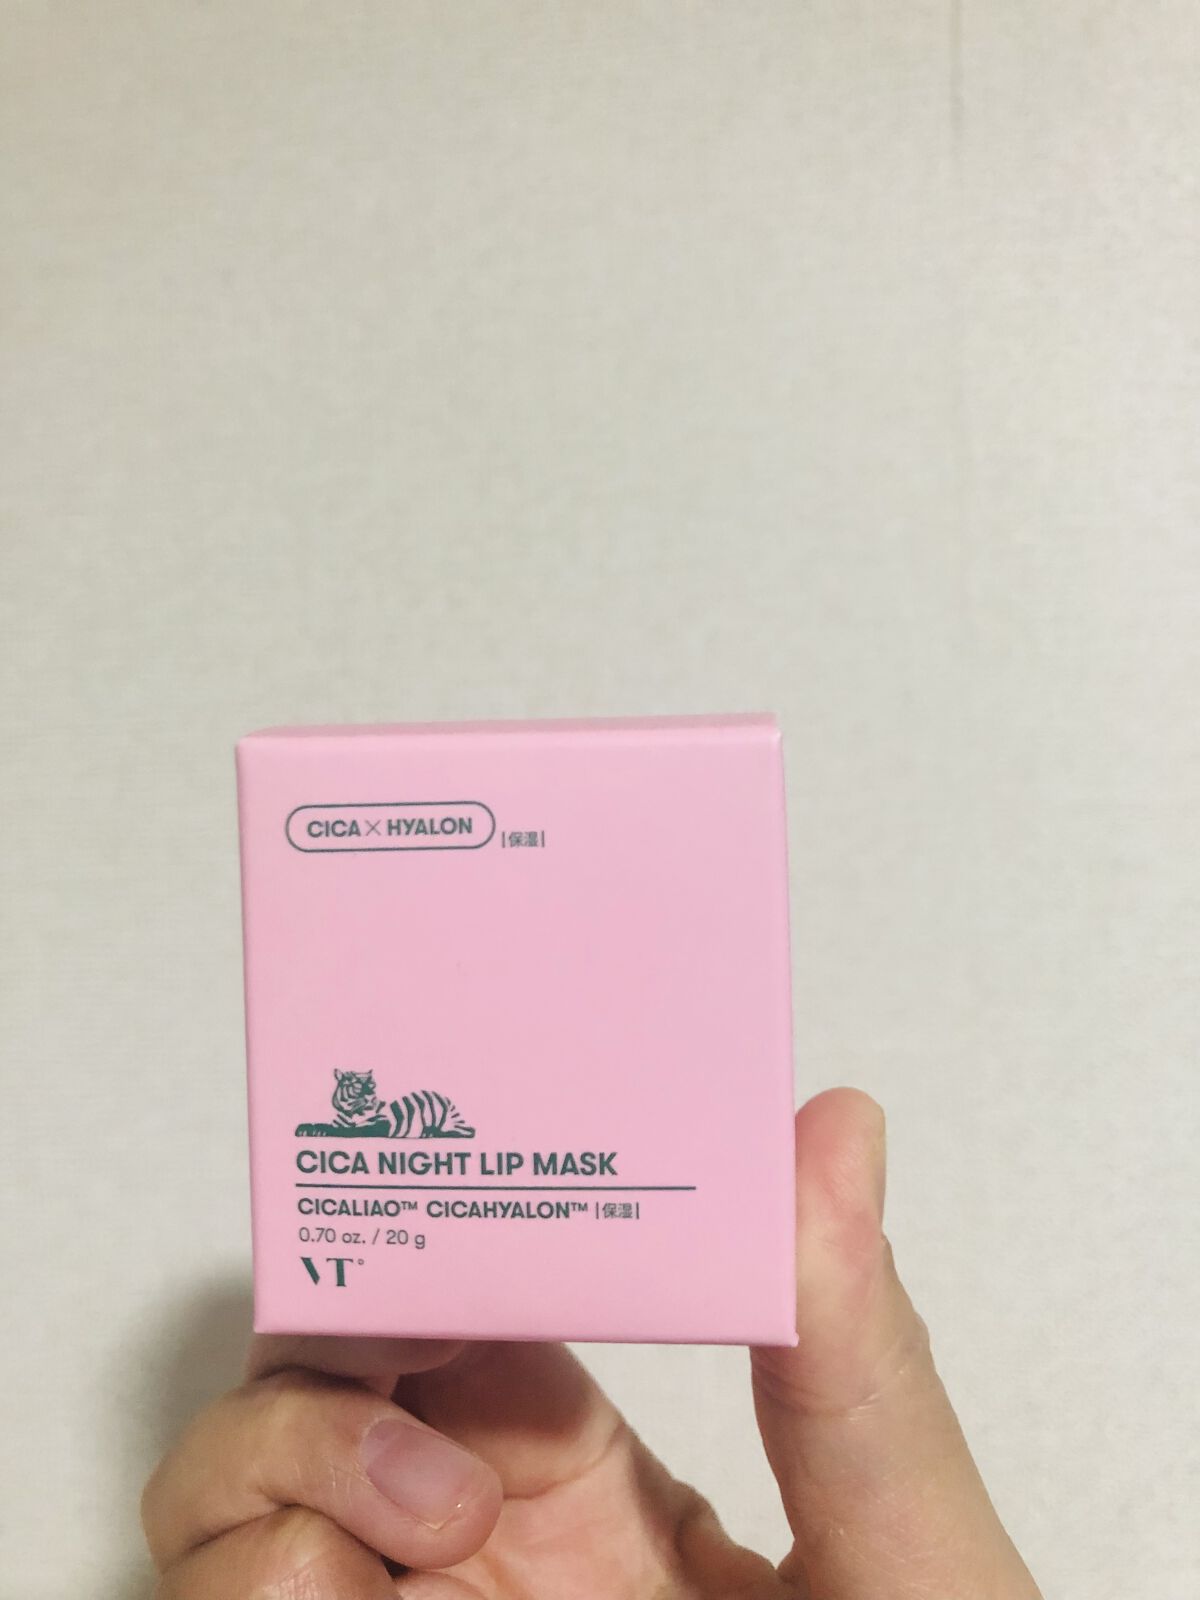 CICA × HYALON |保湿|
CICA NIGHT LIP MASK
CICALIAO™ CICAHYALON™ |保湿|
0.70 oz. / 20 g
VT°